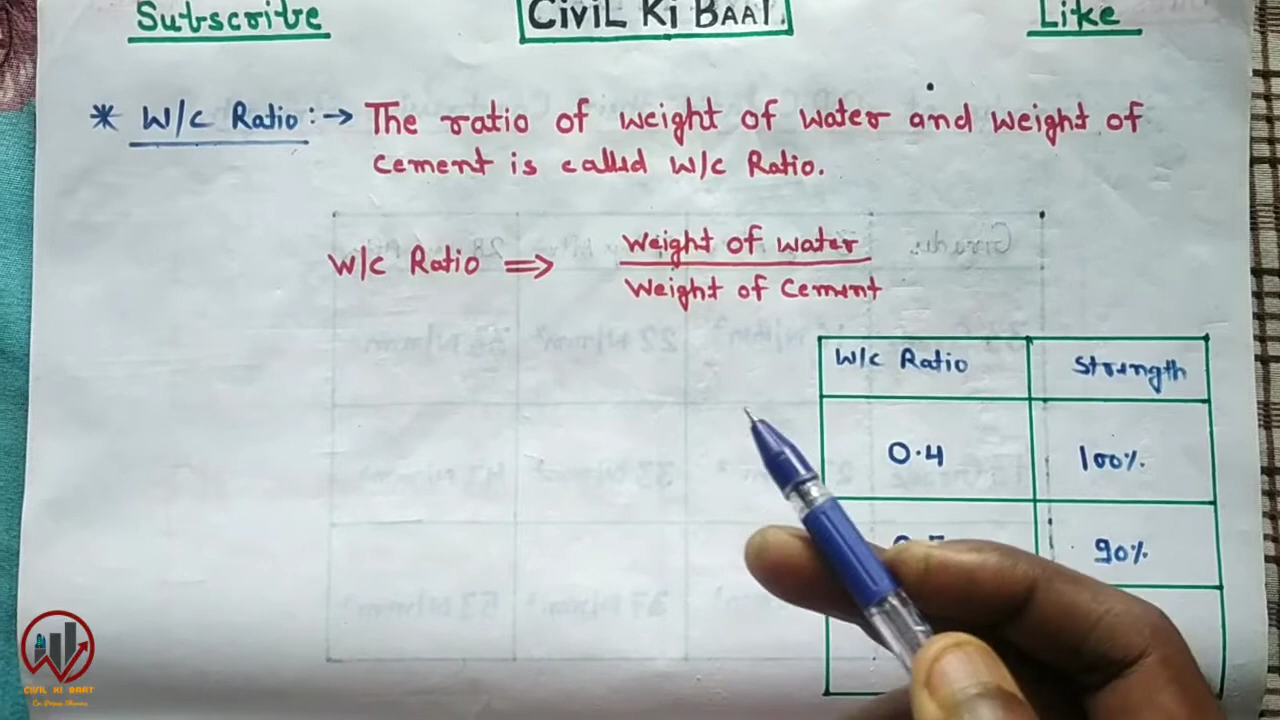 Subscribe
Civil Ki Baat.
Like
* W/c Ratio :→ The ratio of weight of water and weight of
cement is called W/c Ratio.
W/c Ratio ⇒ Weight of water
Weight of Cement
W/c Ratio Strength
0.4 100%
90%
CIVIL KI BAAT